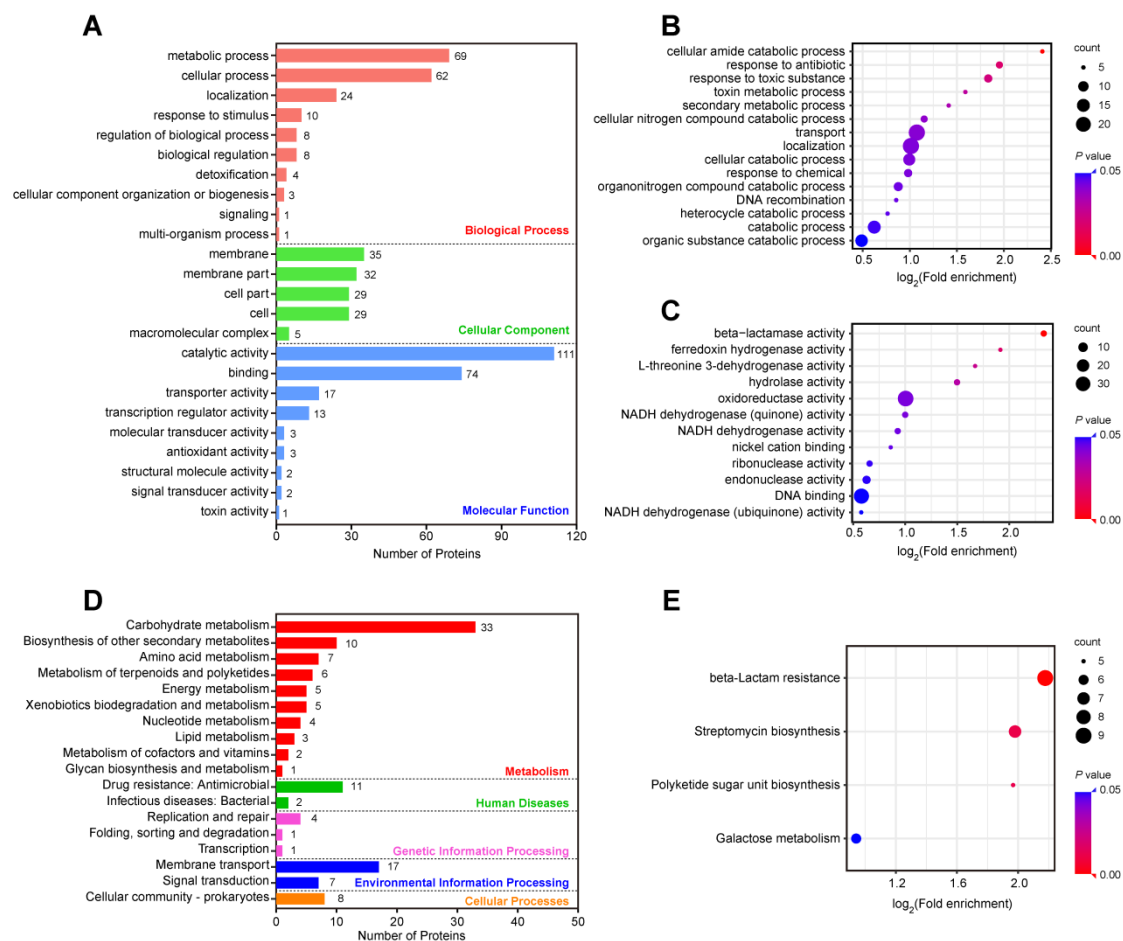 A
metabolic process 69
cellular process 62
localization 24
response to stimulus 10
regulation of biological process 8
biological regulation 8
detoxification 4
cellular component organization or biogenesis 3
signaling 1
multi-organism process 1
Biological Process
membrane 35
membrane part 32
cell part 29
cell 29
macromolecular complex 5
Cellular Component
catalytic activity 111
binding 74
transporter activity 17
transcription regulator activity 13
molecular transducer activity 3
antioxidant activity 3
structural molecule activity 2
signal transducer activity 2
toxin activity 1
Molecular Function
0 30 60 90 120
Number of Proteins
B
cellular amide catabolic process
response to antibiotic
response to toxic substance
toxin metabolic process
secondary metabolic process
cellular nitrogen compound catabolic process
transport
localization
cellular catabolic process
response to chemical
organonitrogen compound catabolic process
DNA recombination
heterocycle catabolic process
catabolic process
organic substance catabolic process
0.5 1.0 1.5 2.0 2.5
log2(Fold enrichment)
count
5
10
15
20
P value
0.05
0.00
C
beta−lactamase activity
ferredoxin hydrogenase activity
L-threonine 3-dehydrogenase activity
hydrolase activity
oxidoreductase activity
NADH dehydrogenase (quinone) activity
NADH dehydrogenase activity
nickel cation binding
ribonuclease activity
endonuclease activity
DNA binding
NADH dehydrogenase (ubiquinone) activity
0.5 1.0 1.5 2.0
log2(Fold enrichment)
count
10
20
30
P value
0.05
0.00
D
Carbohydrate metabolism 33
Biosynthesis of other secondary metabolites 10
Amino acid metabolism 7
Metabolism of terpenoids and polyketides 6
Energy metabolism 5
Xenobiotics biodegradation and metabolism 5
Nucleotide metabolism 4
Lipid metabolism 3
Metabolism of cofactors and vitamins 2
Glycan biosynthesis and metabolism 1
Metabolism
Drug resistance: Antimicrobial 11
Infectious diseases: Bacterial 2
Human Diseases
Replication and repair 4
Folding, sorting and degradation 1
Transcription 1
Genetic Information Processing
Membrane transport 17
Signal transduction 7
Environmental Information Processing
Cellular community - prokaryotes 8
Cellular Processes
0 10 20 30 40 50
Number of Proteins
E
beta-Lactam resistance
Streptomycin biosynthesis
Polyketide sugar unit biosynthesis
Galactose metabolism
1.2 1.6 2.0
log2(Fold enrichment)
count
5
6
7
8
9
P value
0.05
0.00